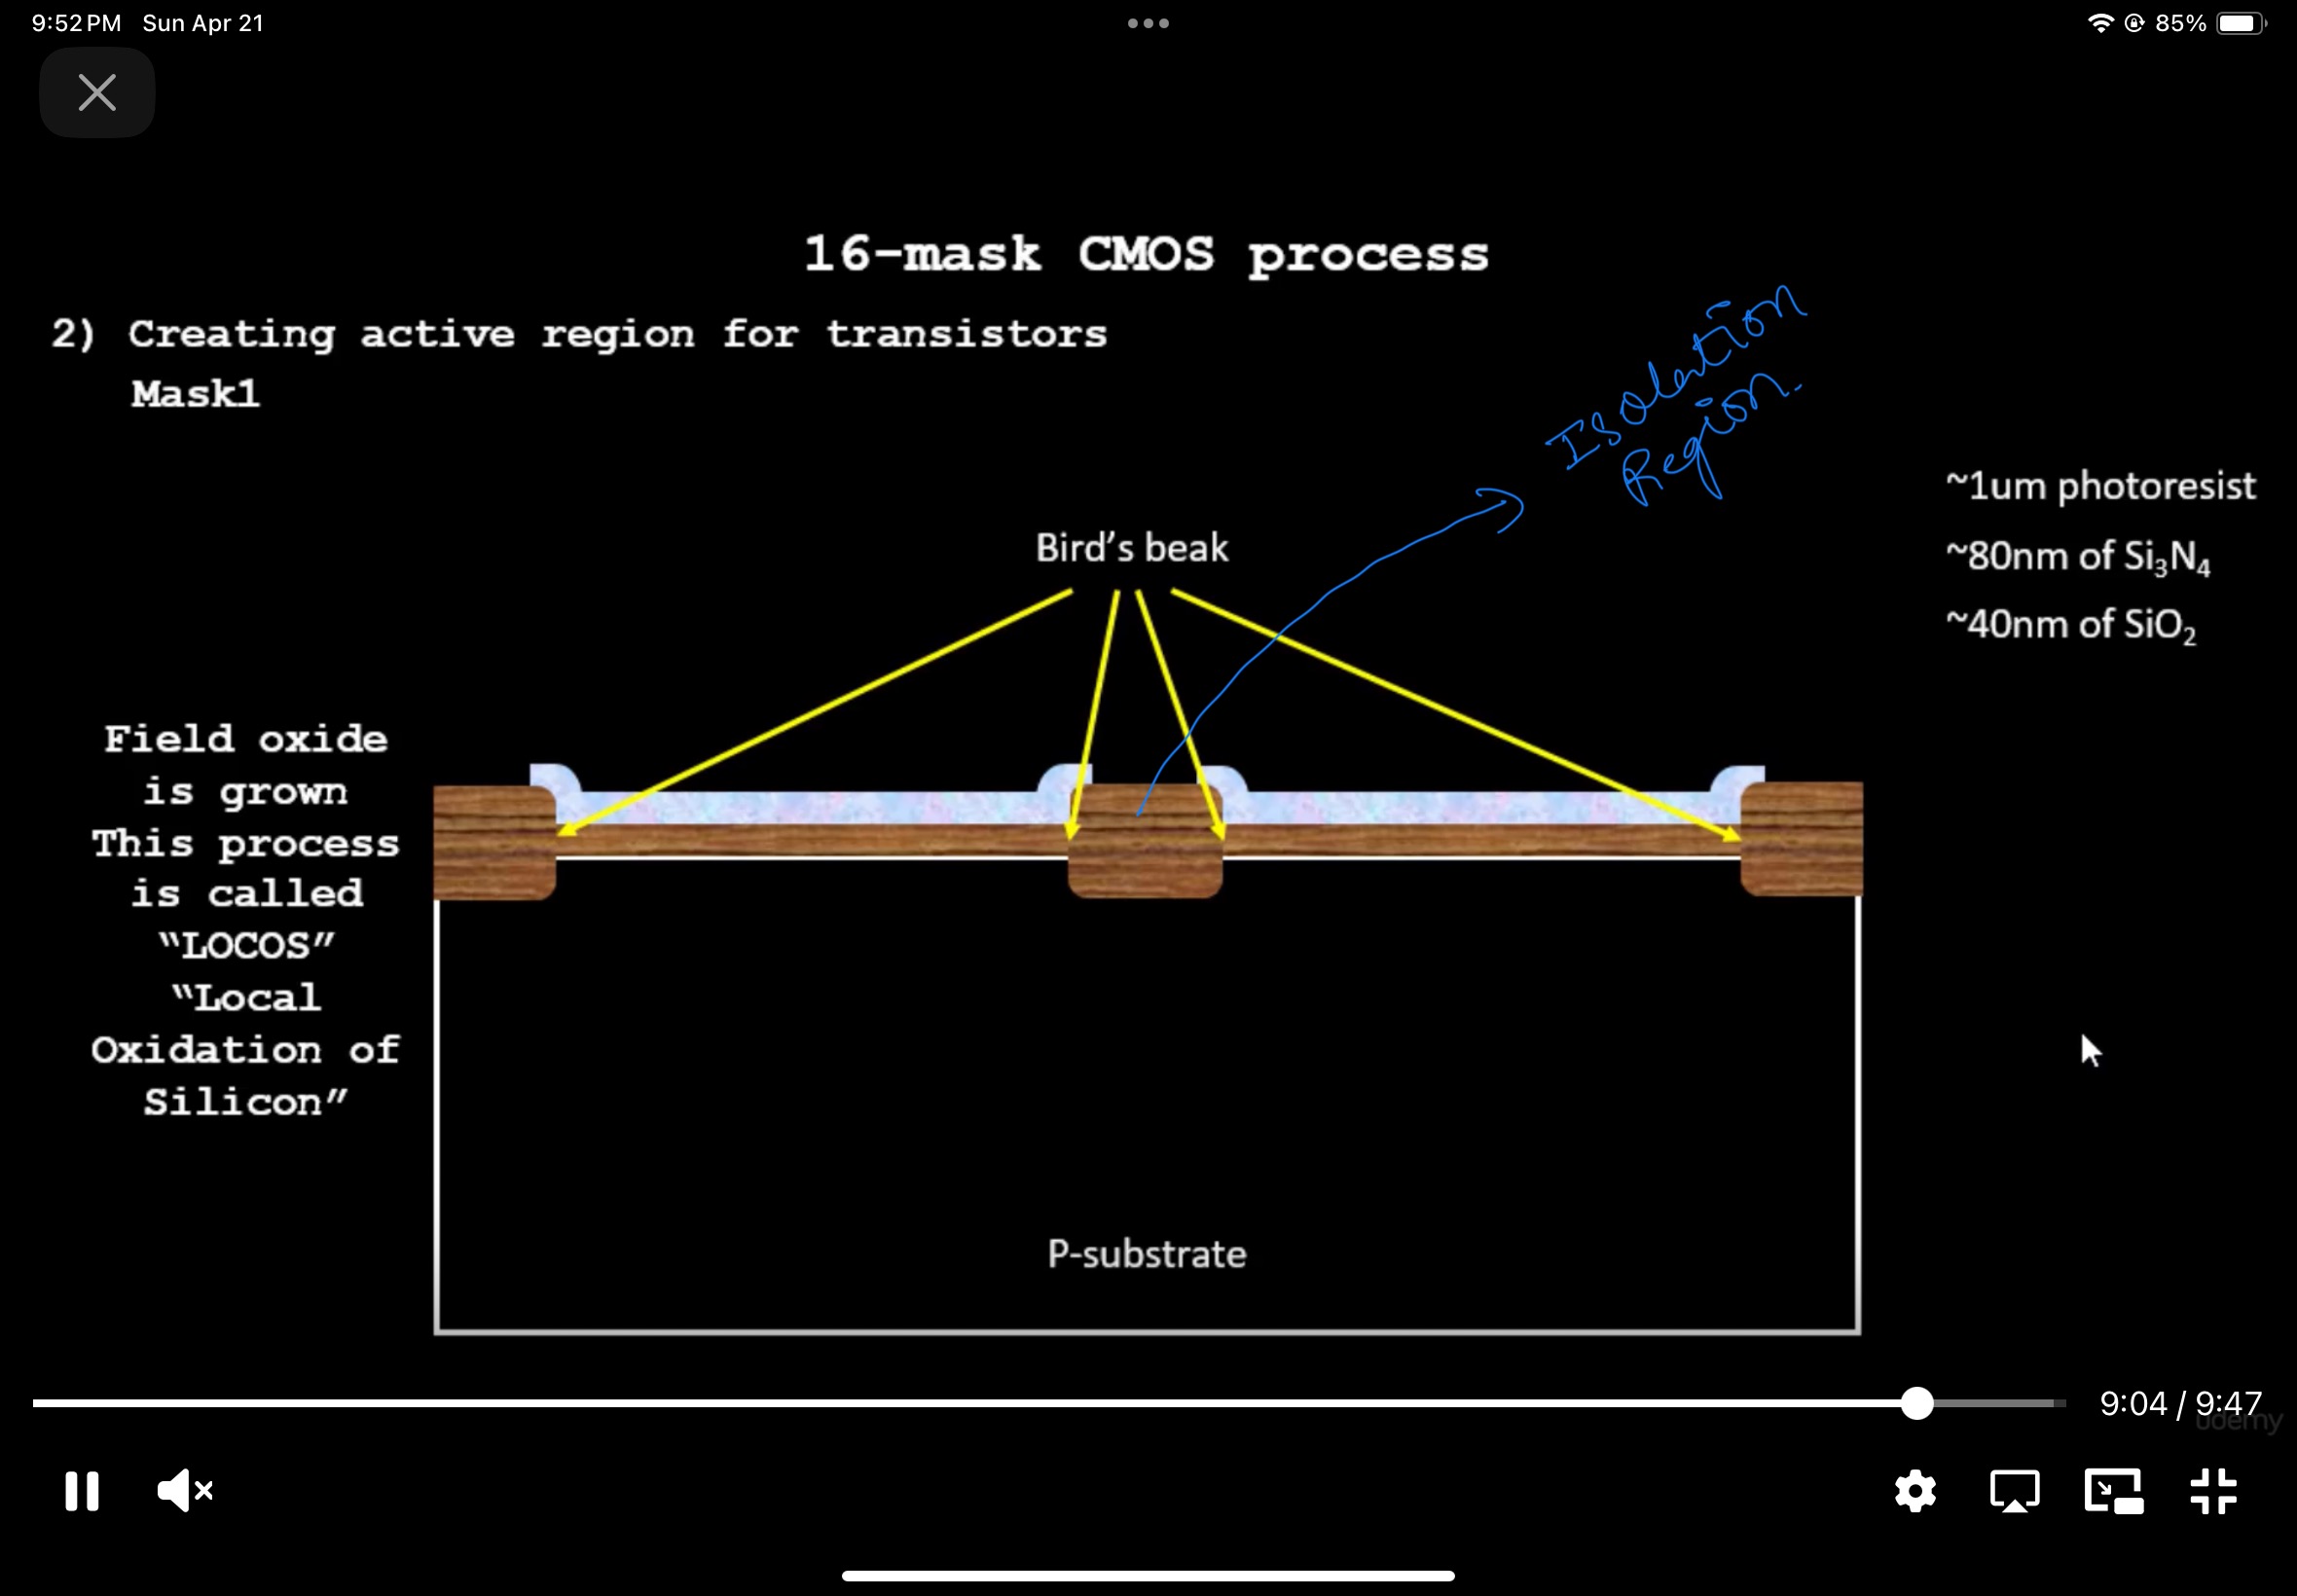 9:52 PM Sun Apr 21
85%
16-mask CMOS process
2) Creating active region for transistors
Mask1
Isolation
Region.
~1um photoresist
~80nm of Si₃N₄
~40nm of SiO₂
Bird’s beak
Field oxide
is grown
This process
is called
“LOCOS”
“Local
Oxidation of
Silicon”
P-substrate
9:04 / 9:47
udemy